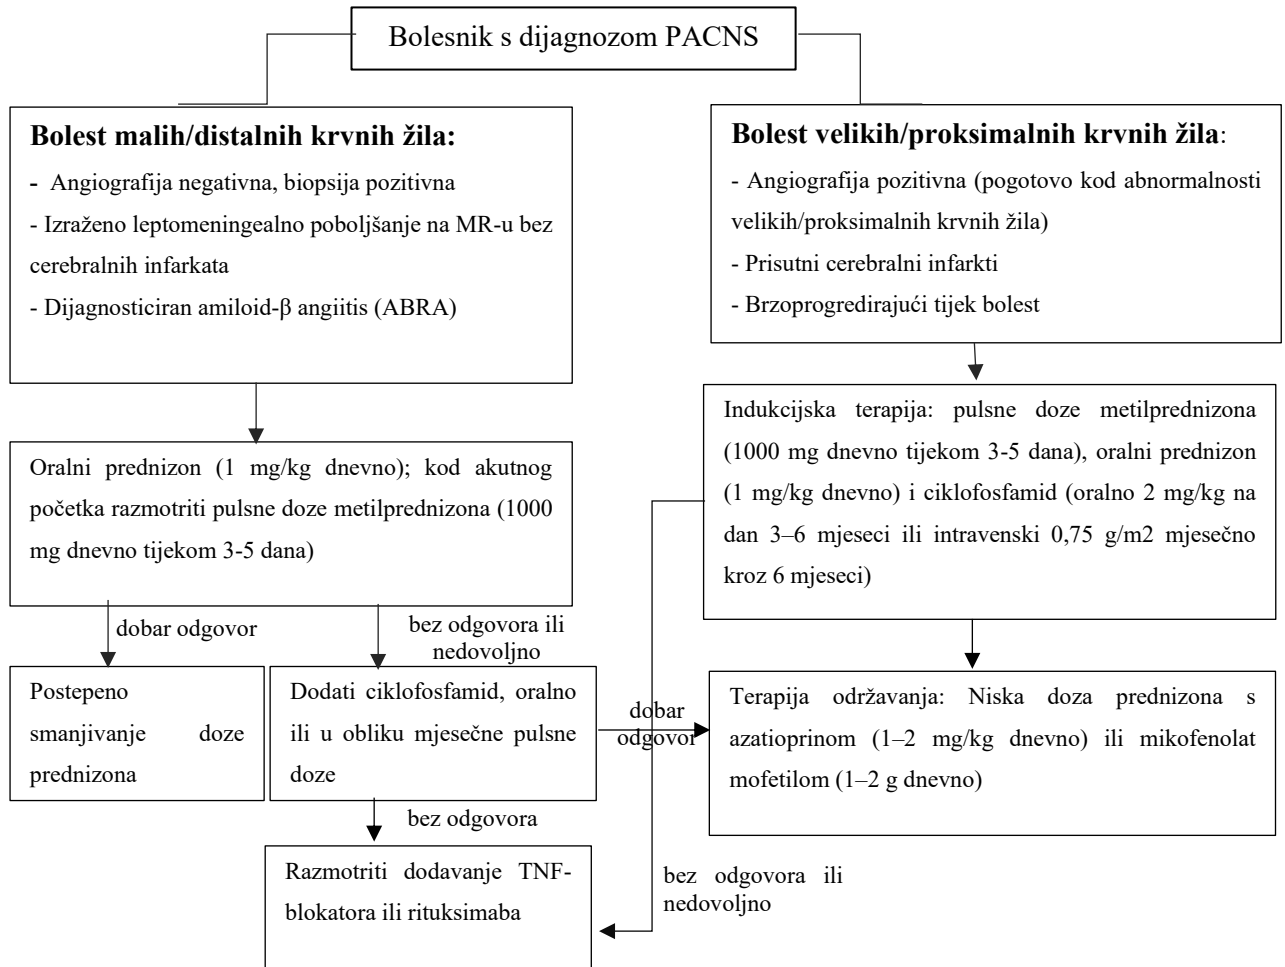 Bolesnik s dijagnozom PACNS
Bolest malih/distalnih krvnih žila:
- Angiografija negativna, biopsija pozitivna
- Izraženo leptomeningealno poboljšanje na MR-u bez
cerebralnih infarkata
- Dijagnosticiran amiloid-β angiitis (ABRA)
Bolest velikih/proksimalnih krvnih žila:
- Angiografija pozitivna (pogotovo kod abnormalnosti
velikih/proksimalnih krvnih žila)
- Prisutni cerebralni infarkti
- Brzoprogredirajući tijek bolest
Oralni prednizon (1 mg/kg dnevno); kod akutnog
početka razmotriti pulsne doze metilprednizona (1000
mg dnevno tijekom 3-5 dana)
Indukcijska terapija: pulsne doze metilprednizona
(1000 mg dnevno tijekom 3-5 dana), oralni prednizon
(1 mg/kg dnevno) i ciklofosfamid (oralno 2 mg/kg na
dan 3–6 mjeseci ili intravenski 0,75 g/m2 mjesečno
kroz 6 mjeseci)
dobar odgovor
bez odgovora ili
nedovoljno
Postepeno
smanjivanje doze
prednizona
Dodati ciklofosfamid, oralno
ili u obliku mjesečne pulsne
doze
dobar
odgovor
Terapija održavanja: Niska doza prednizona s
azatioprinom (1–2 mg/kg dnevno) ili mikofenolat
mofetilom (1–2 g dnevno)
bez odgovora
Razmotriti dodavanje TNF-
blokatora ili rituksimaba
bez odgovora ili
nedovoljno